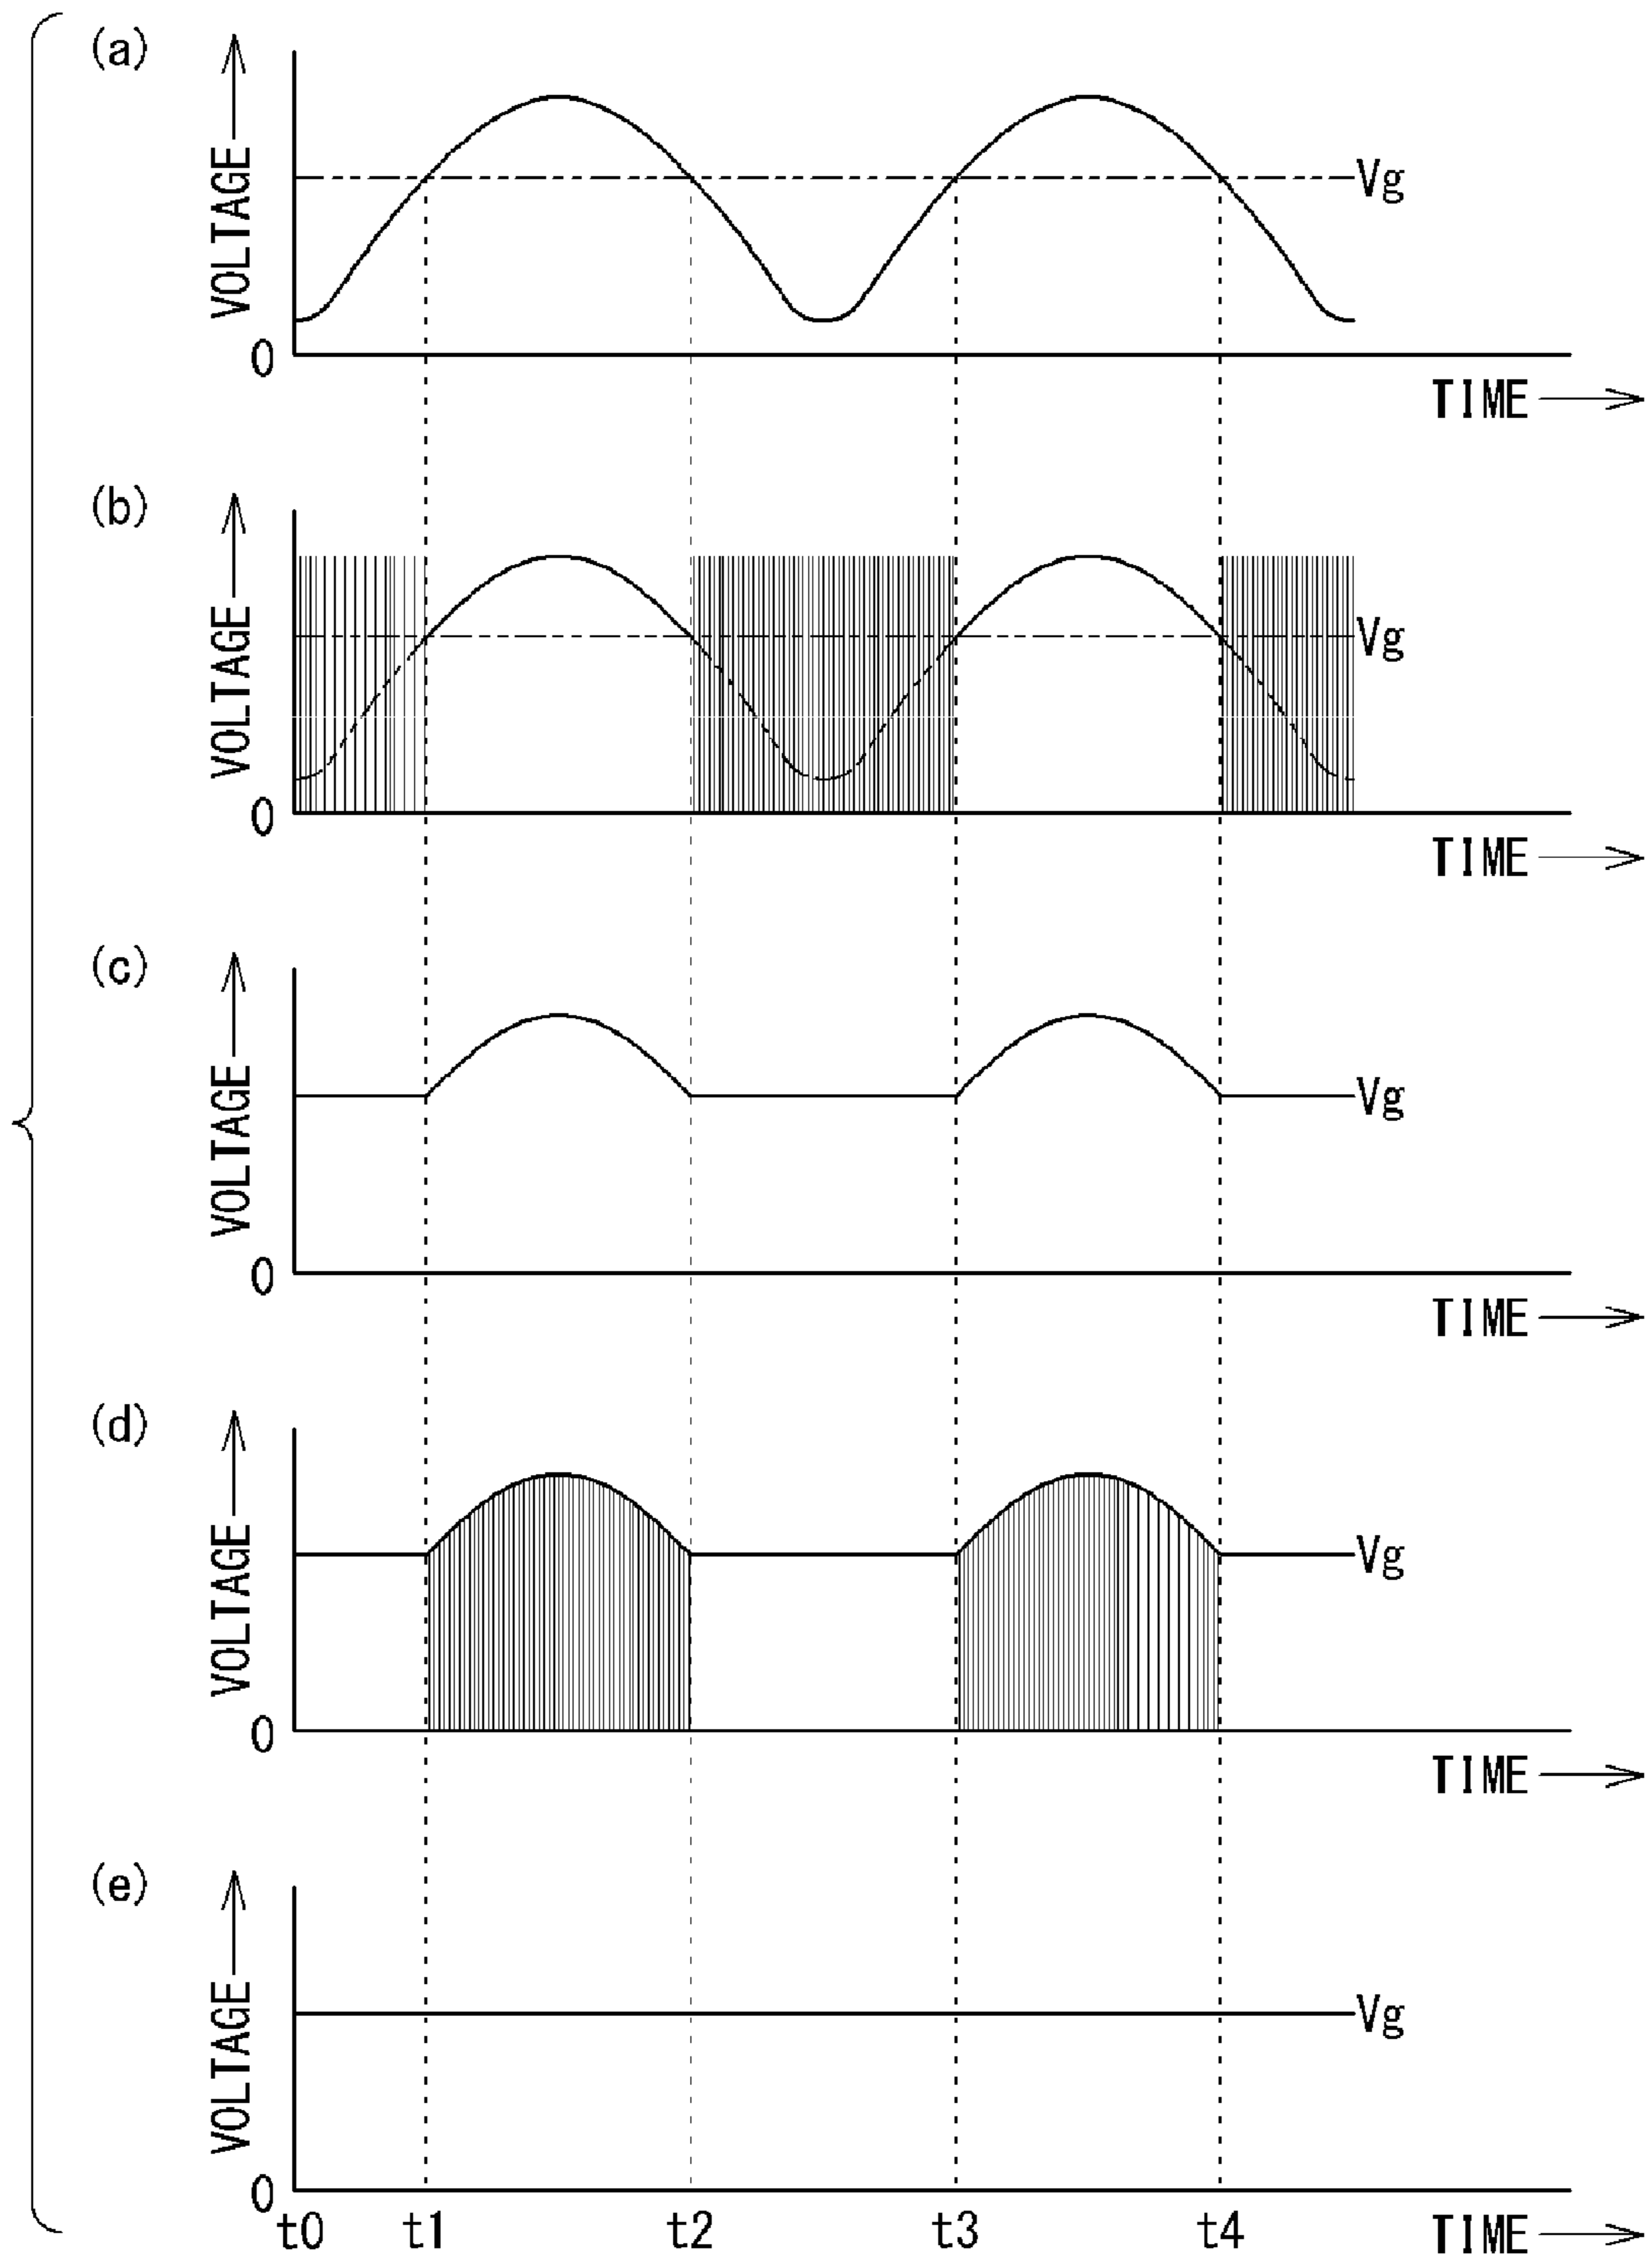 (a)
VOLTAGE
Vg
0
TIME
(b)
VOLTAGE
Vg
0
TIME
(c)
VOLTAGE
Vg
0
TIME
(d)
VOLTAGE
Vg
0
TIME
(e)
VOLTAGE
Vg
0
t0 t1 t2 t3 t4 TIME